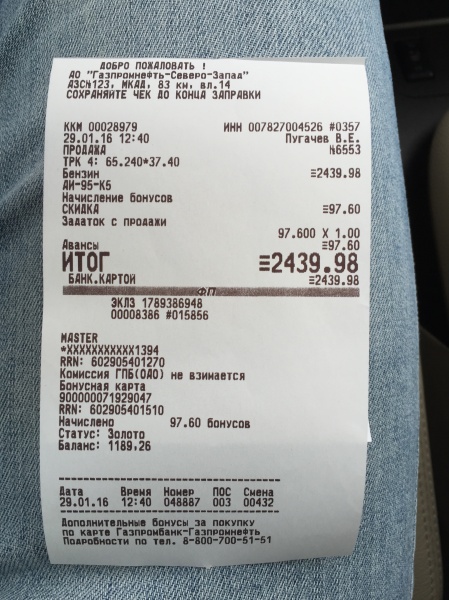 ДОБРО ПОЖАЛОВАТЬ !
АО "Газпромнефть-Северо-Запад"
АЗС№123, МКАД, 83 км, вл.14
СОХРАНЯЙТЕ ЧЕК ДО КОНЦА ЗАПРАВКИ
ККМ 00028979 ИНН 007827004526 #0357
29.01.16 12:40 Пугачев В.Е.
ПРОДАЖА №6553
ТРК 4: 65.240*37.40
Бензин ≡2439.98
АИ-95-К5
Начисление бонусов
СКИДКА ≡97.60
Задаток с продажи
97.600 X 1.00
Авансы ≡97.60
ИТОГ ≡2439.98
БАНК.КАРТОЙ ≡2439.98
ФП
ЭКЛЗ 1789386948
00008386 #015856
MASTER
*XXXXXXXXXXX1394
RRN: 602905401270
Комиссия ГПБ(ОАО) не взимается
Бонусная карта
900000071929047
RRN: 602905401510
Начислено 97.60 бонусов
Статус: Золото
Баланс: 1189,26
Дата Время Номер ПОС Смена
29.01.16 12:40 048887 003 00432
Дополнительные бонусы за покупку
по карте Газпромбанк-Газпромнефть
Подробности по тел. 8-800-700-51-51